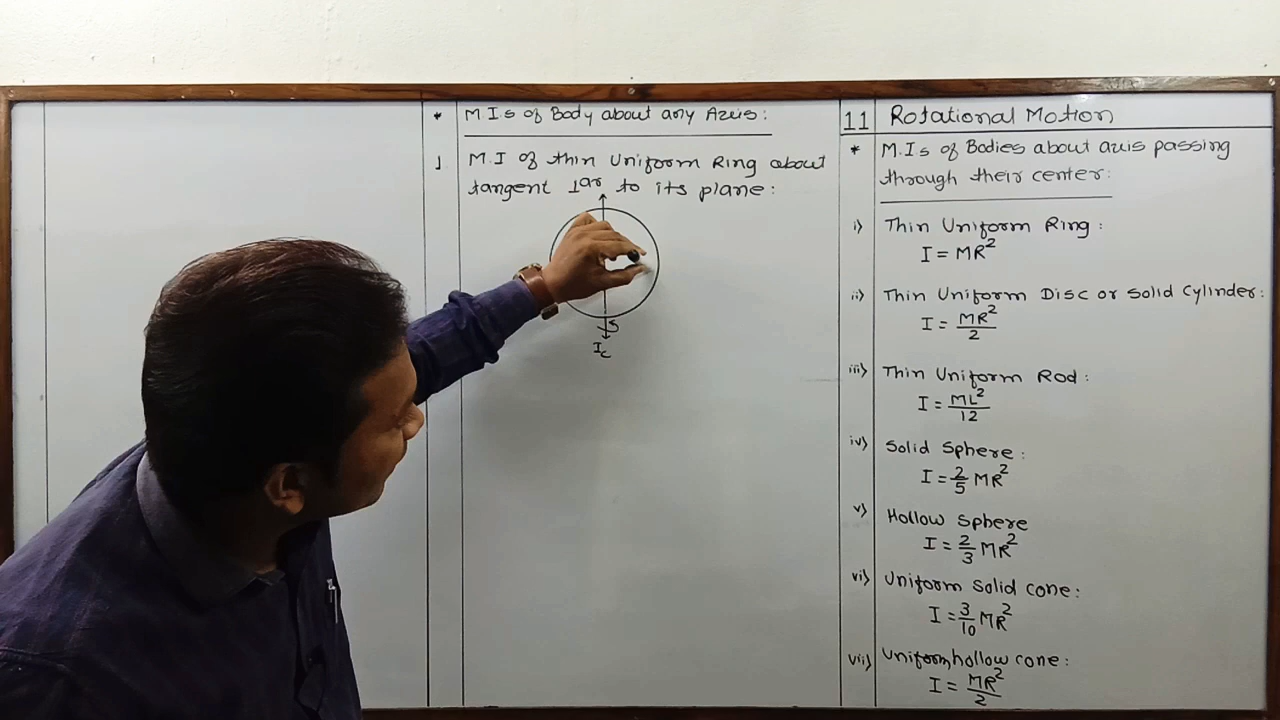 * M I s of Body about any Axis:
1 M.I of thin Uniform Ring about
tangent ⊥ar to its plane:
Ic
11 Rotational Motion
* M.Is of Bodies about axis passing
through their center:
i) Thin Uniform Ring:
I = MR²
ii) Thin Uniform Disc or Solid Cylinder:
I = MR²/2
iii) Thin Uniform Rod:
I = ML²/12
iv) Solid Sphere:
I = 2/5 MR²
v) Hollow Sphere
I = 2/3 MR²
vi) Uniform Solid cone:
I = 3/10 MR²
vii) Uniform hollow cone:
I = MR²/2